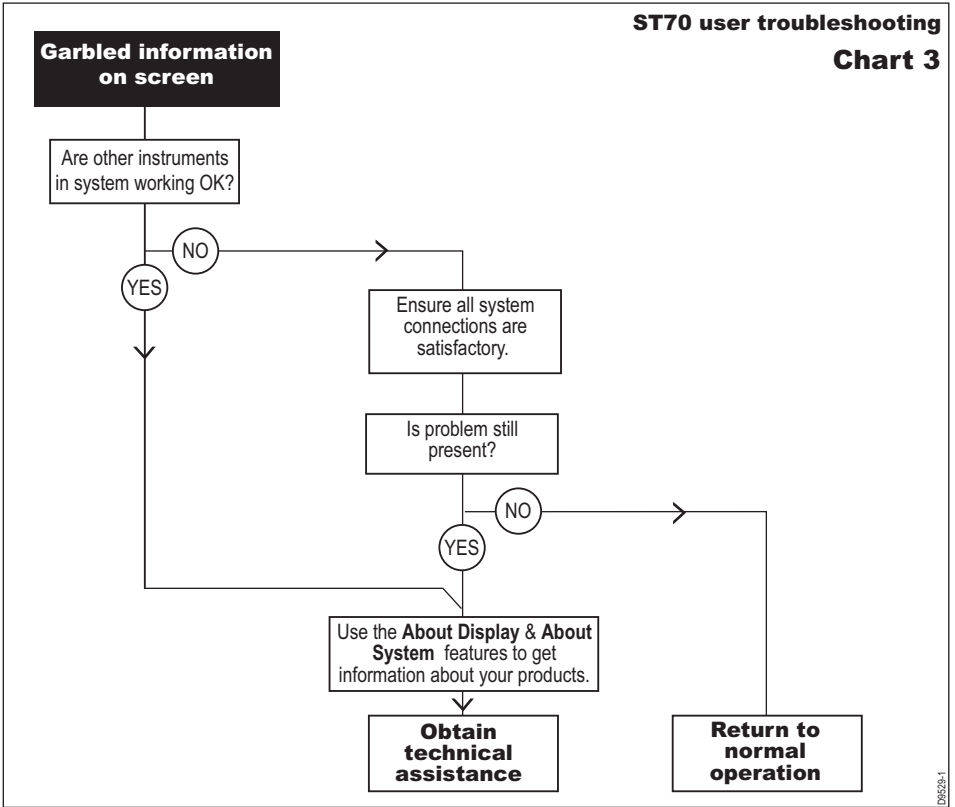 ST70 user troubleshooting
Chart 3
Garbled information
on screen
Are other instruments
in system working OK?
NO
YES
Ensure all system
connections are
satisfactory.
Is problem still
present?
NO
YES
Use the About Display & About
System features to get
information about your products.
Obtain
technical
assistance
Return to
normal
operation
D9529-1